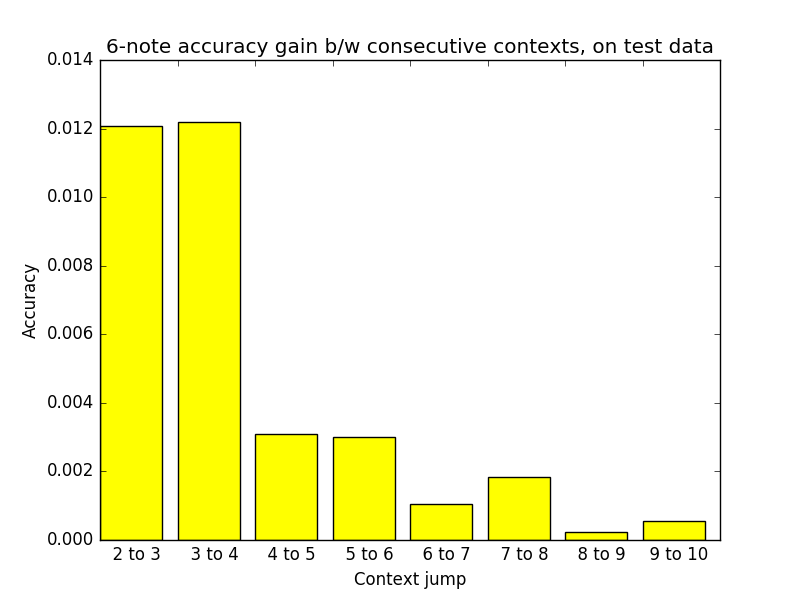 6-note accuracy gain b/w consecutive contexts, on test data
0.014
0.012
0.010
0.008
0.006
0.004
0.002
0.000
Accuracy
2 to 3 3 to 4 4 to 5 5 to 6 6 to 7 7 to 8 8 to 9 9 to 10
Context jump